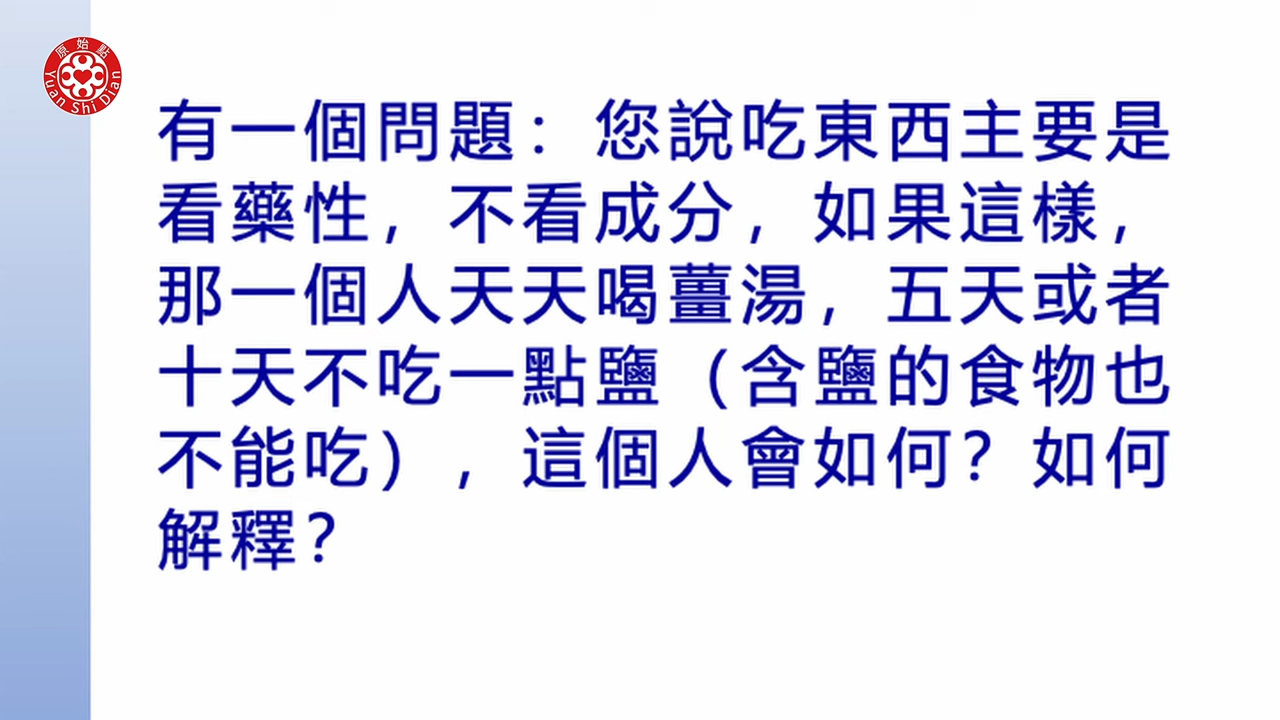 原始點
Yuan Shi Dian
有一個問題：您說吃東西主要是
看藥性，不看成分，如果這樣，
那一個人天天喝薑湯，五天或者
十天不吃一點鹽（含鹽的食物也
不能吃），這個人會如何？如何
解釋？